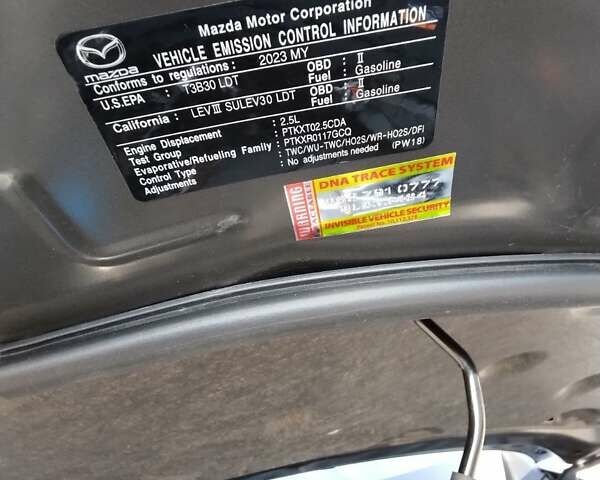 Mazda Motor Corporation
mazda
VEHICLE EMISSION CONTROL INFORMATION
Conforms to regulations: 2023 MY
U.S.EPA : T3B30 LDT OBD : II
Fuel : Gasoline
California : LEV III SULEV30 LDT OBD : II
Fuel : Gasoline
Engine Displacement : 2.5L
Test Group : PTKXT02.5CDA
Evaporative/Refueling Family : PTKXR0117GCQ
Control Type : TWC/WU-TWC/HO2S/WR-HO2S/DFI
Adjustments : No adjustments needed (PW18)
WARNING
DNA TRACE SYSTEM
INVISIBLE VEHICLE SECURITY